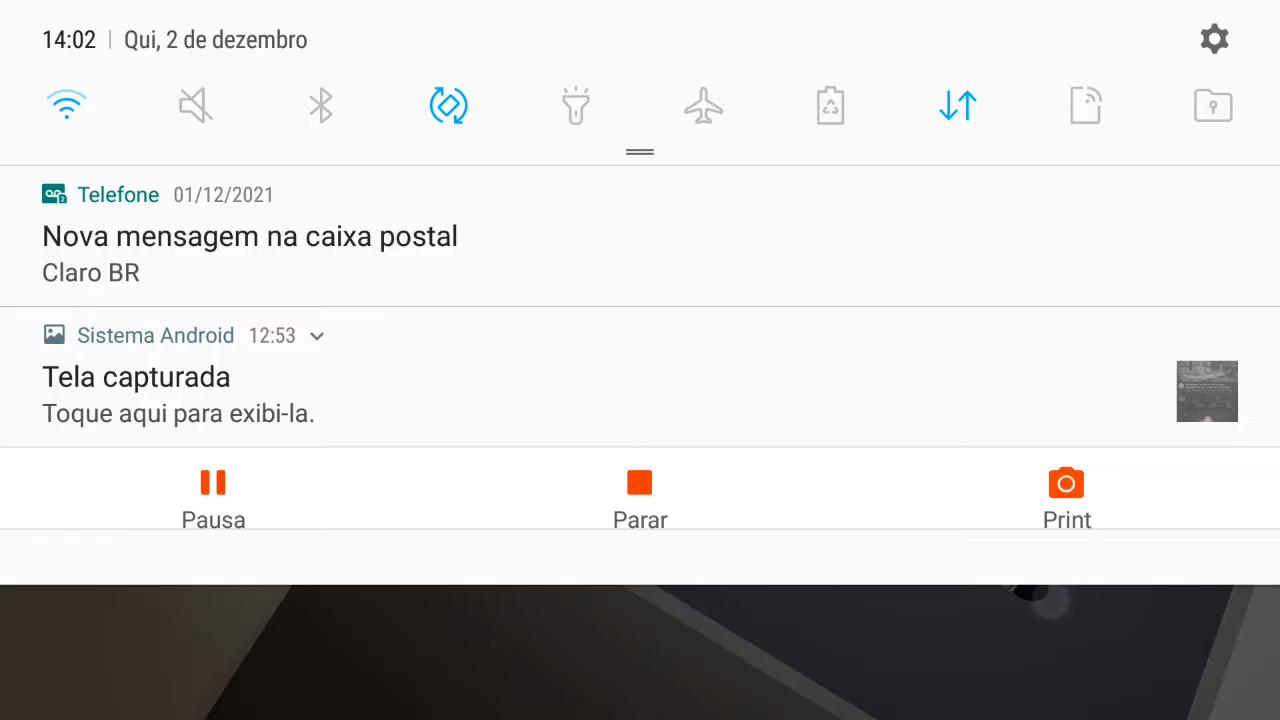 14:02 | Qui, 2 de dezembro
Telefone 01/12/2021
Nova mensagem na caixa postal
Claro BR
Sistema Android 12:53
Tela capturada
Toque aqui para exibi-la.
Pausa Parar Print